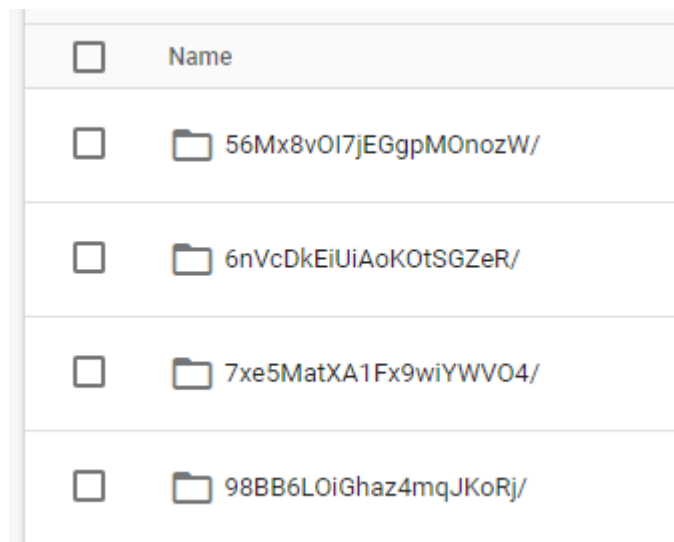 Name
56Mx8vOI7jEGgpMOnozW/
6nVcDkEiUiAoKOtSGZeR/
7xe5MatXA1Fx9wiYWVO4/
98BB6LOiGhaz4mqJKoRj/